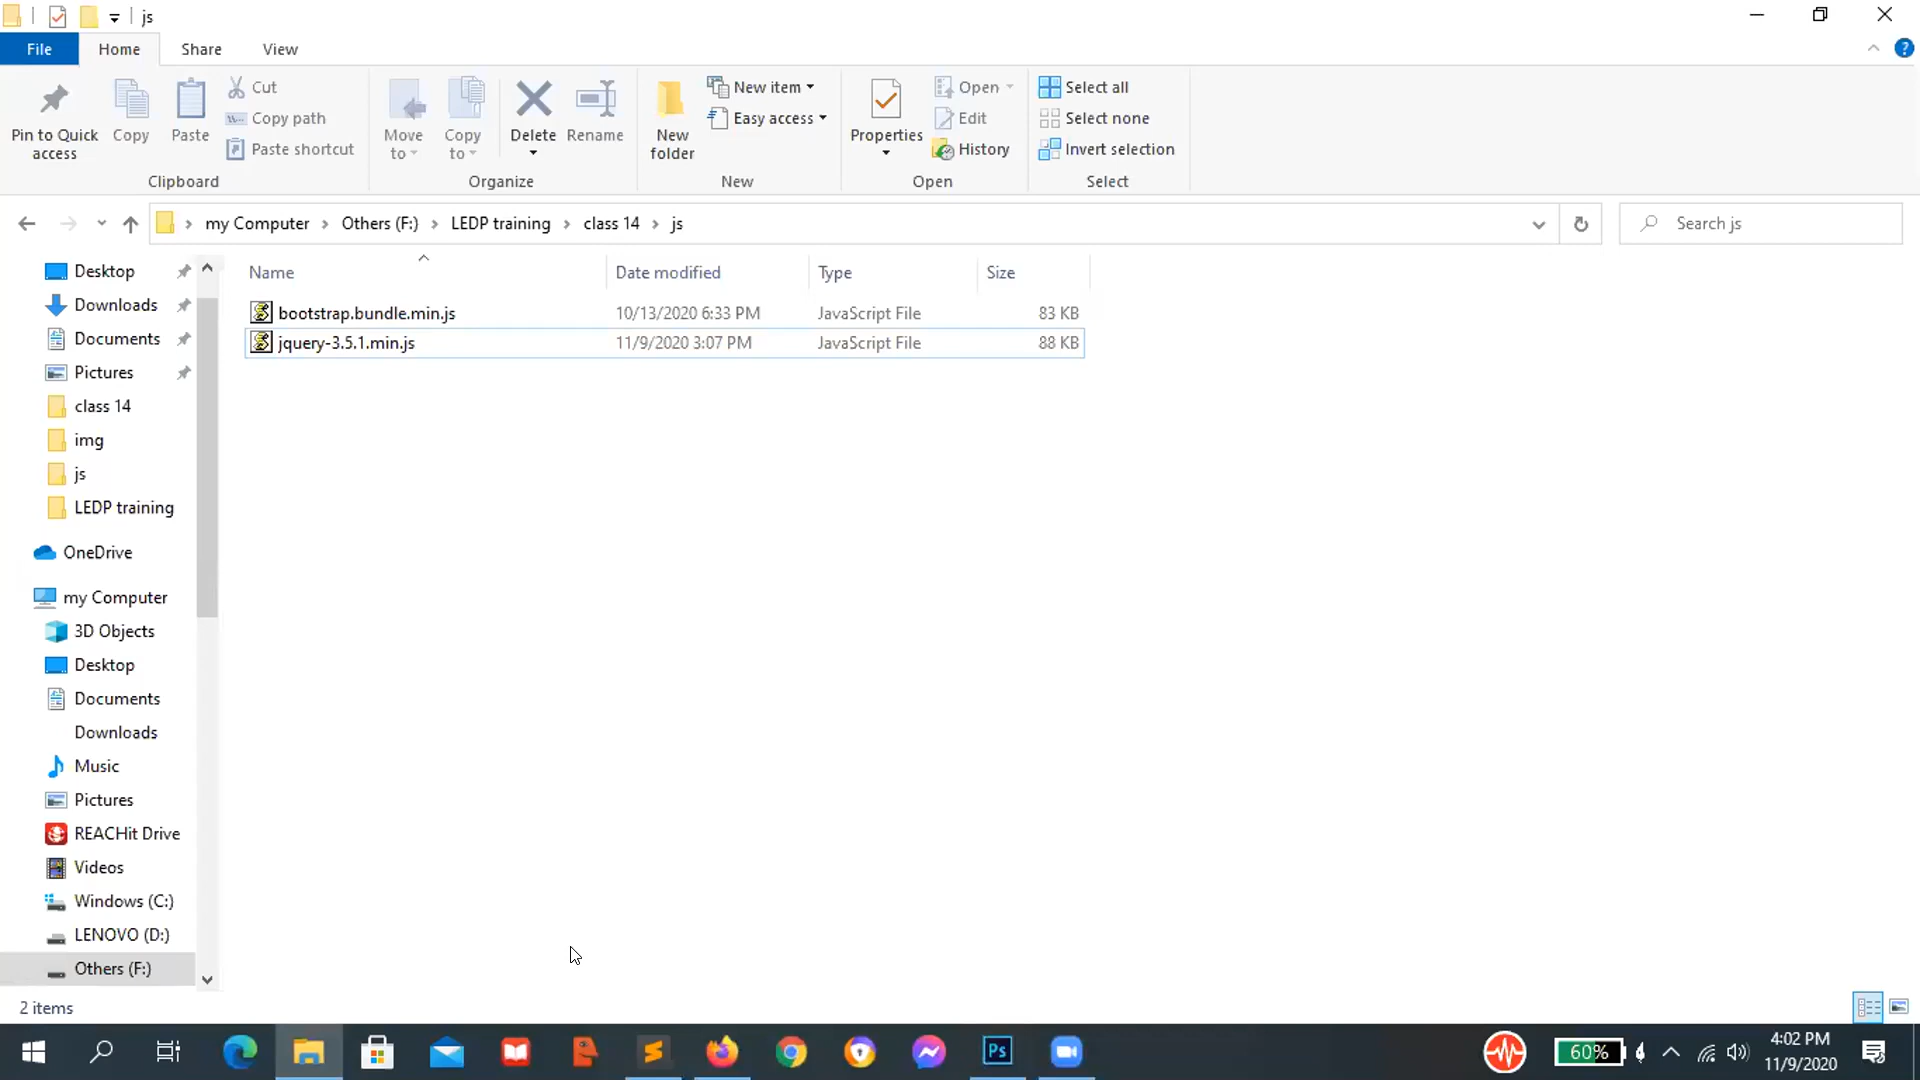 js
File Home Share View
Pin to Quick access
Copy
Paste
Cut
Copy path
Paste shortcut
Clipboard
Move to
Copy to
Delete
Rename
Organize
New folder
New item
Easy access
New
Properties
Open
Edit
History
Open
Select all
Select none
Invert selection
Select
my Computer Others (F:) LEDP training class 14 js
Search js
Name Date modified Type Size
bootstrap.bundle.min.js 10/13/2020 6:33 PM JavaScript File 83 KB
jquery-3.5.1.min.js 11/9/2020 3:07 PM JavaScript File 88 KB
Desktop
Downloads
Documents
Pictures
class 14
img
js
LEDP training
OneDrive
my Computer
3D Objects
Desktop
Documents
Downloads
Music
Pictures
REACHit Drive
Videos
Windows (C:)
LENOVO (D:)
Others (F:)
2 items
Ps
60%
4:02 PM
11/9/2020